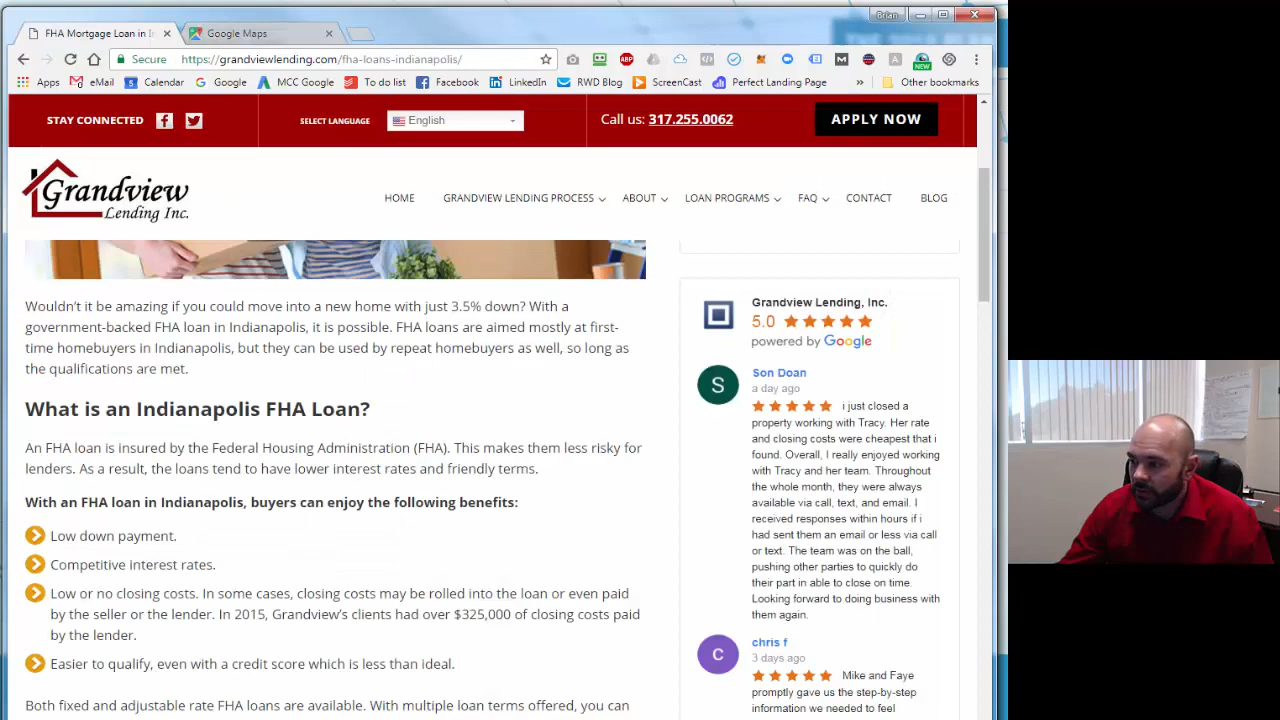 Brian
FHA Mortgage Loan in I
Google Maps
Secure
https://grandviewlending.com/fha-loans-indianapolis/
ABP
M
A
NEW
Apps
eMail
Calendar
Google
MCC Google
To do list
Facebook
LinkedIn
RWD Blog
ScreenCast
Perfect Landing Page
»
Other bookmarks
STAY CONNECTED
SELECT LANGUAGE
English
Call us: 317.255.0062
APPLY NOW
Grandview
Lending Inc.
HOME
GRANDVIEW LENDING PROCESS
ABOUT
LOAN PROGRAMS
FAQ
CONTACT
BLOG
Wouldn't it be amazing if you could move into a new home with just 3.5% down? With a
government-backed FHA loan in Indianapolis, it is possible. FHA loans are aimed mostly at first-
time homebuyers in Indianapolis, but they can be used by repeat homebuyers as well, so long as
the qualifications are met.
What is an Indianapolis FHA Loan?
An FHA loan is insured by the Federal Housing Administration (FHA). This makes them less risky for
lenders. As a result, the loans tend to have lower interest rates and friendly terms.
With an FHA loan in Indianapolis, buyers can enjoy the following benefits:
Low down payment.
Competitive interest rates.
Low or no closing costs. In some cases, closing costs may be rolled into the loan or even paid
by the seller or the lender. In 2015, Grandview's clients had over $325,000 of closing costs paid
by the lender.
Easier to qualify, even with a credit score which is less than ideal.
Both fixed and adjustable rate FHA loans are available. With multiple loan terms offered, you can
Grandview Lending, Inc.
5.0
powered by Google
S
Son Doan
a day ago
i just closed a
property working with Tracy. Her rate
and closing costs were cheapest that i
found. Overall, I really enjoyed working
with Tracy and her team. Throughout
the whole month, they were always
available via call, text, and email. I
received responses within hours if i
had sent them an email or less via call
or text. The team was on the ball,
pushing other parties to quickly do
their part in able to close on time.
Looking forward to doing business with
them again.
C
chris f
3 days ago
Mike and Faye
promptly gave us the step-by-step
information we needed to feel